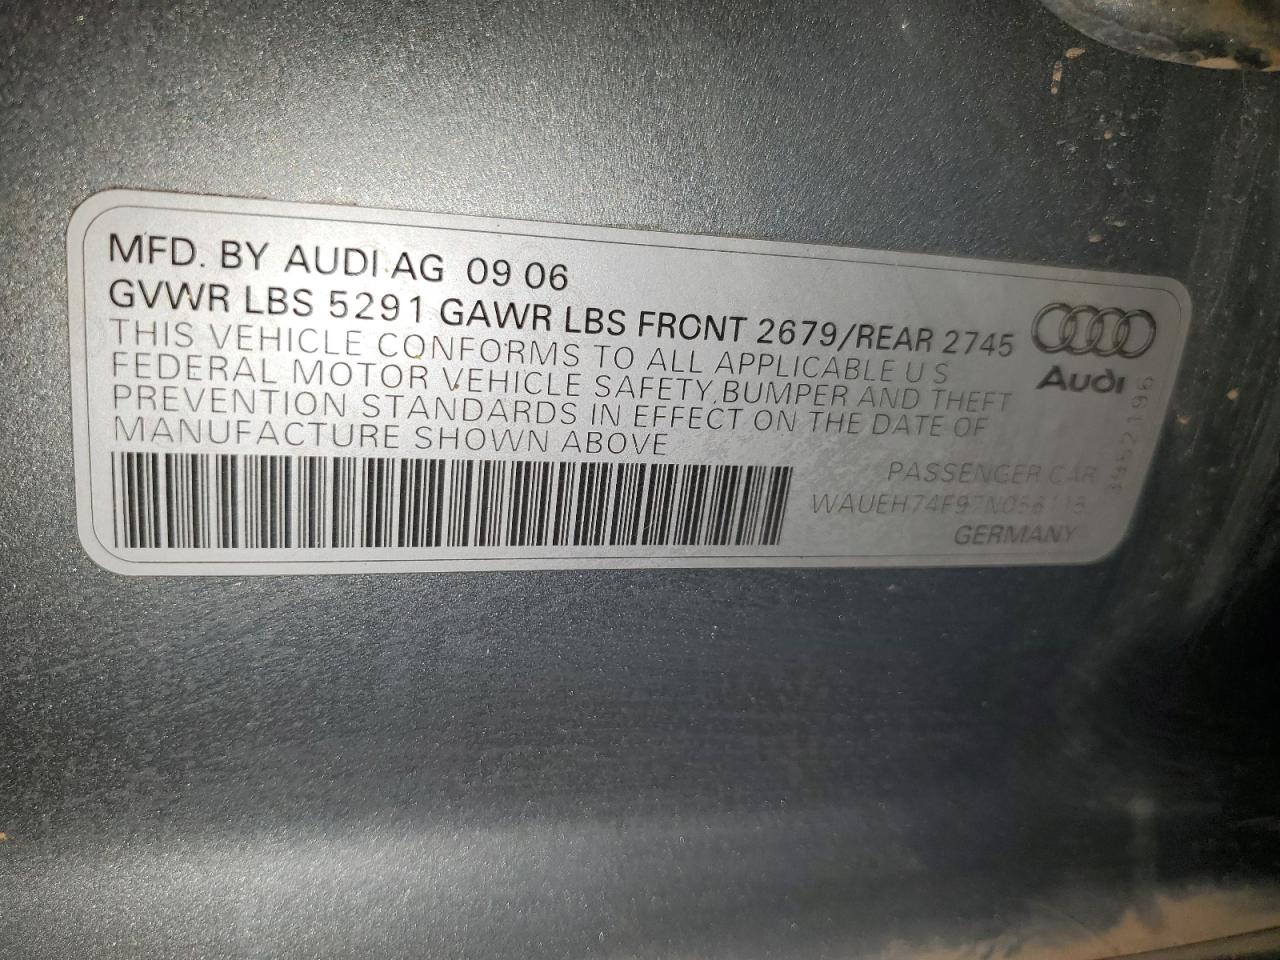 MFD. BY AUDI AG 09 06
GVWR LBS 5291 GAWR LBS FRONT 2679/REAR 2745
THIS VEHICLE CONFORMS TO ALL APPLICABLE U S
FEDERAL MOTOR VEHICLE SAFETY, BUMPER AND THEFT
PREVENTION STANDARDS IN EFFECT ON THE DATE OF
MANUFACTURE SHOWN ABOVE
Audi
PASSENGER CAR
GERMANY